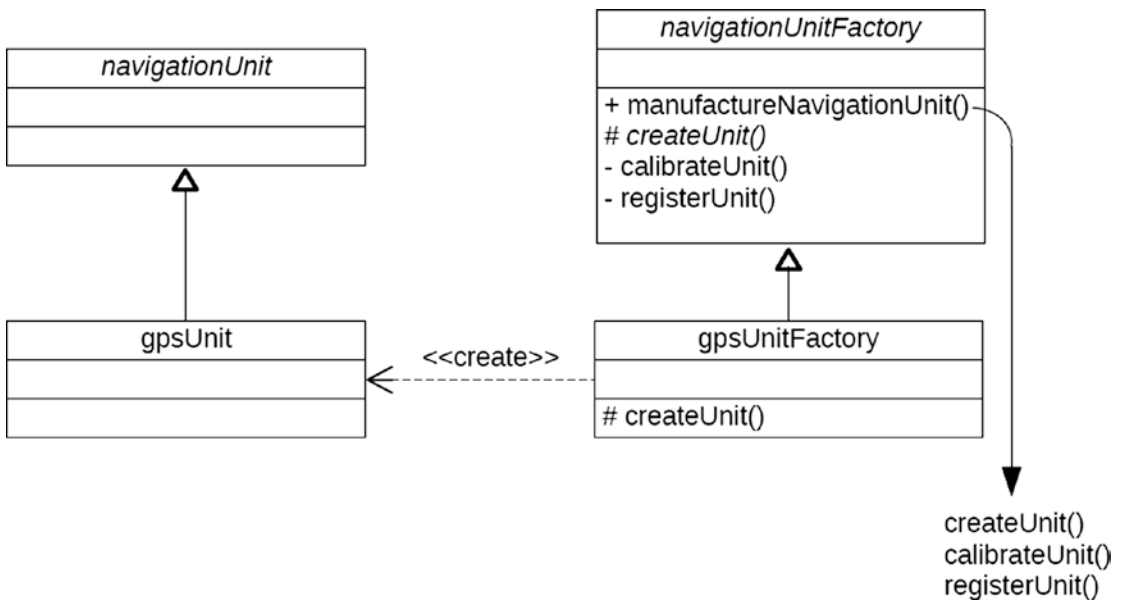 navigationUnit
navigationUnitFactory
+ manufactureNavigationUnit()
# createUnit()
- calibrateUnit()
- registerUnit()
gpsUnit
<<create>>
gpsUnitFactory
# createUnit()
createUnit()
calibrateUnit()
registerUnit()